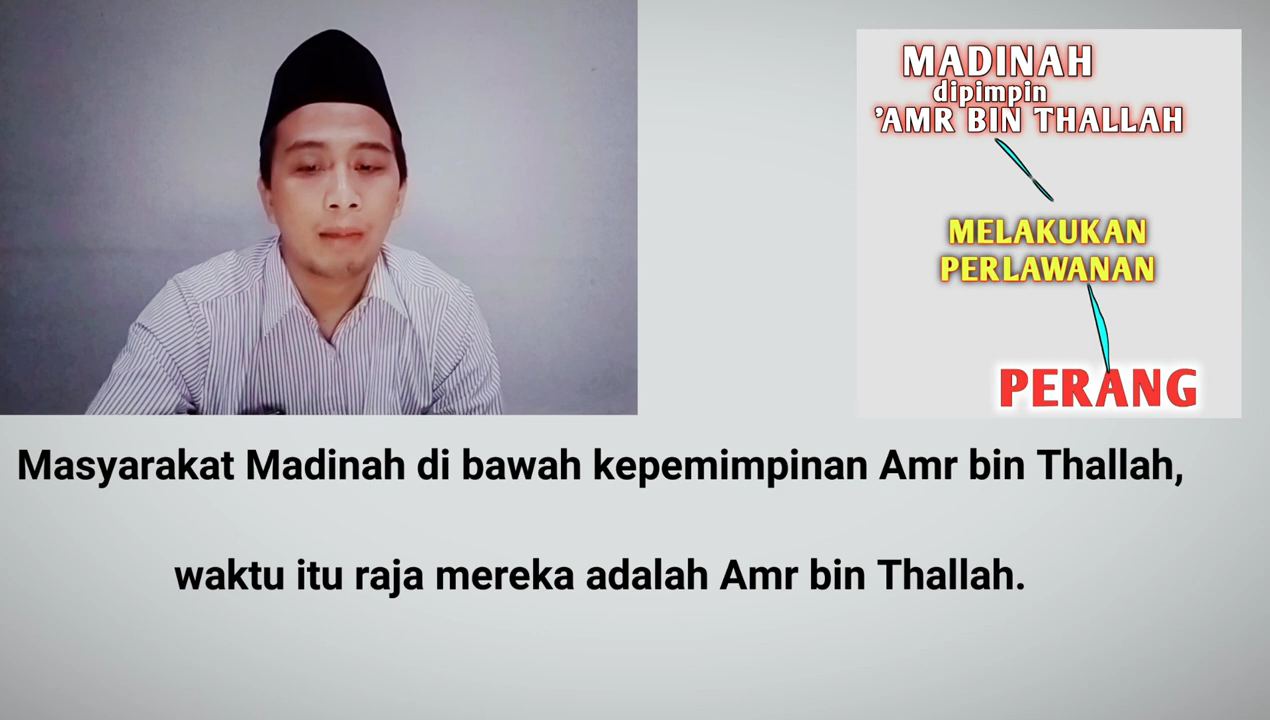 MADINAH
dipimpin
'AMR BIN THALLAH
MELAKUKAN
PERLAWANAN
PERANG
Masyarakat Madinah di bawah kepemimpinan Amr bin Thallah,
waktu itu raja mereka adalah Amr bin Thallah.